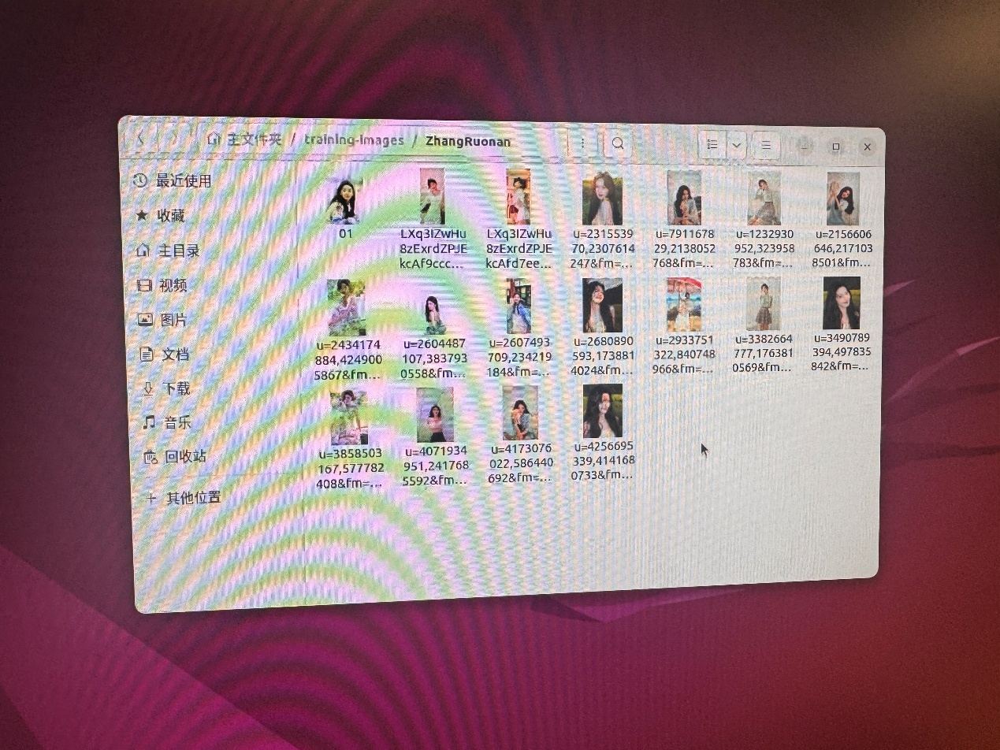 主文件夹 / training-images / ZhangRuonan
最近使用
收藏
主目录
视频
图片
文档
下载
音乐
回收站
其他位置
01
LXq3IZwHu
8zExrdZPJE
kcAf9ccc...
LXq3IZwHu
8zExrdZPJE
kcAfd7ee...
u=2315539
70,2307614
247&fm=...
u=7911678
29,2138052
768&fm=...
u=1232930
952,323958
783&fm=...
u=2156606
646,217103
8501&fm...
u=2434174
884,424900
5867&fm...
u=2604487
107,383793
0558&fm...
u=2607493
709,234219
184&fm=...
u=2680890
593,173881
4024&fm...
u=2933751
322,840748
966&fm=...
u=3382664
777,176381
0569&fm...
u=3490789
394,497835
842&fm=...
u=3858503
167,577782
408&fm=...
u=4071934
951,241768
5592&fm...
u=4173076
022,586440
692&fm=...
u=4256695
339,414168
0733&fm...